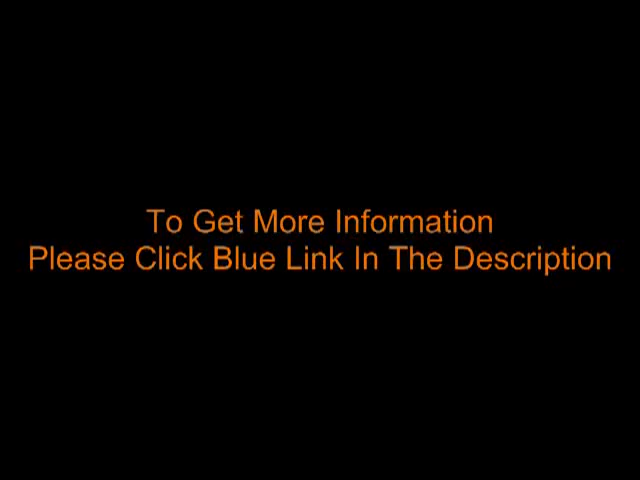 To Get More Information
Please Click Blue Link In The Description